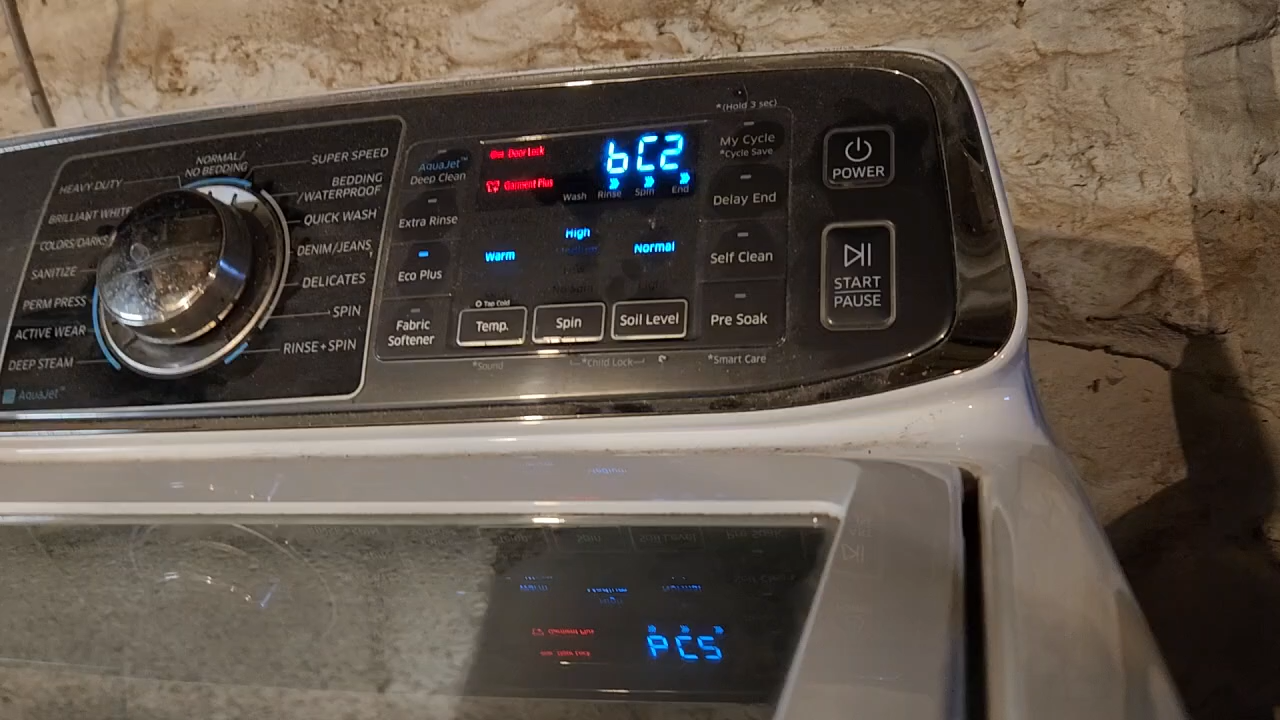 HEAVY DUTY
BRILLIANT WHITE
COLORS/DARKS
SANITIZE
PERM PRESS
ACTIVE WEAR
DEEP STEAM
AquaJet™
NORMAL/
NO BEDDING
SUPER SPEED
BEDDING
/WATERPROOF
QUICK WASH
DENIM/JEANS
DELICATES
SPIN
RINSE+SPIN
AquaJet™
Deep Clean
Extra Rinse
Eco Plus
Fabric
Softener
Door Lock
Garment Plus
bC2
Wash Rinse Spin End
Warm
High
Medium
Normal
Tap Cold
Temp.
Spin
Soil Level
*Sound
*Child Lock
*Smart Care
*(Hold 3 sec)
My Cycle
*Cycle Save
Delay End
Self Clean
Pre Soak
POWER
START
PAUSE